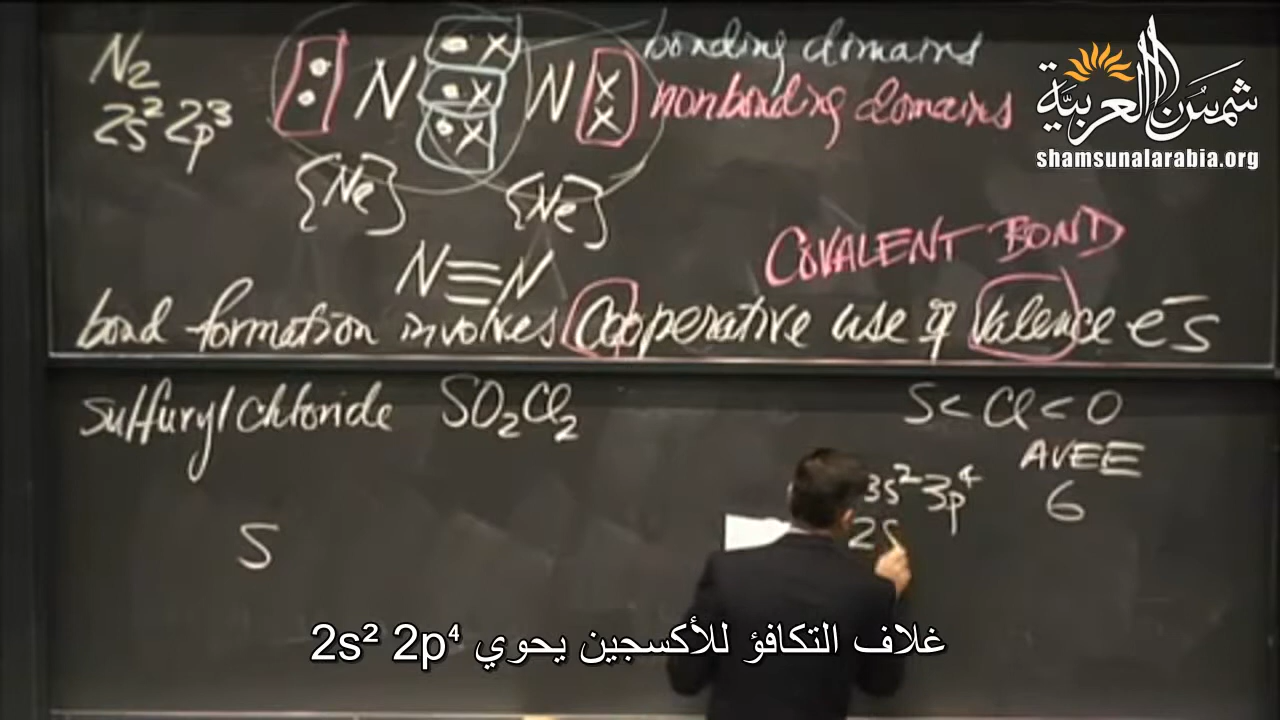 N₂
2s² 2p³
N N
bonding domains
nonbonding domains
{Ne} {Ne}
N≡N
COVALENT BOND
bond formation involves Cooperative use of valence e⁻s
sulfuryl chloride SO₂Cl₂
S < Cl < O
AVEE
3s² 3p⁴ 6
2s
S
غلاف التكافؤ للأكسجين يحوي 2s² 2p⁴
شمس العربية
shamsunalarabia.org